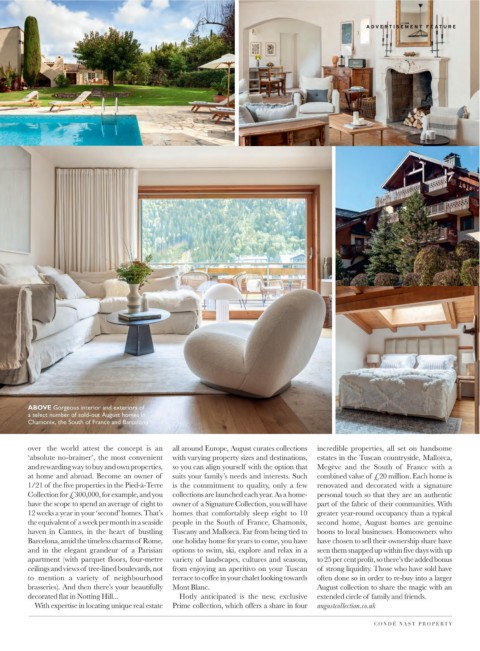 ADVERTISEMENT FEATURE
ABOVE Gorgeous interior and exteriors of
a select number of sold-out August homes in
Chamonix, the South of France and Barcelona
over the world attest the concept is an
‘absolute no-brainer’, the most convenient
and rewarding way to buy and own properties,
at home and abroad. Become an owner of
1/21 of the five properties in the Pied-à-Terre
Collection for £300,000, for example, and you
have the scope to spend an average of eight to
12 weeks a year in your ‘second’ homes. That’s
the equivalent of a week per month in a seaside
haven in Cannes, in the heart of bustling
Barcelona, amid the timeless charms of Rome,
and in the elegant grandeur of a Parisian
apartment (with parquet floors, four-metre
ceilings and views of tree-lined boulevards, not
to mention a variety of neighbourhood
brasseries). And then there’s your beautifully
decorated flat in Notting Hill...
With expertise in locating unique real estate
all around Europe, August curates collections
with varying property sizes and destinations,
so you can align yourself with the option that
suits your family’s needs and interests. Such
is the commitment to quality, only a few
collections are launched each year. As a home-
owner of a Signature Collection, you will have
homes that comfortably sleep eight to 10
people in the South of France, Chamonix,
Tuscany and Mallorca. Far from being tied to
one holiday home for years to come, you have
options to swim, ski, explore and relax in a
variety of landscapes, cultures and seasons,
from enjoying an aperitivo on your Tuscan
terrace to coffee in your chalet looking towards
Mont Blanc.
Hotly anticipated is the new, exclusive
Prime collection, which offers a share in four
incredible properties, all set on handsome
estates in the Tuscan countryside, Mallorca,
Megève and the South of France with a
combined value of £20 million. Each home is
renovated and decorated with a signature
personal touch so that they are an authentic
part of the fabric of their communities. With
greater year-round occupancy than a typical
second home, August homes are genuine
boons to local businesses. Homeowners who
have chosen to sell their ownership share have
seen them snapped up within five days with up
to 25 per cent profit, so there’s the added bonus
of strong liquidity. Those who have sold have
often done so in order to re-buy into a larger
August collection to share the magic with an
extended circle of family and friends.
augustcollection.co.uk
CONDÉ NAST PROPERTY